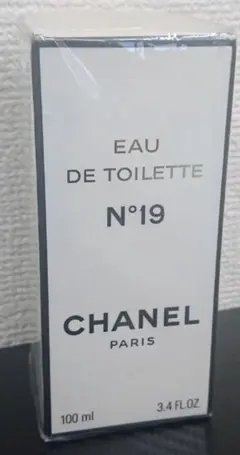 EAU
DE TOILETTE
N°19
CHANEL
PARIS
100 ml 3.4 FL.OZ.